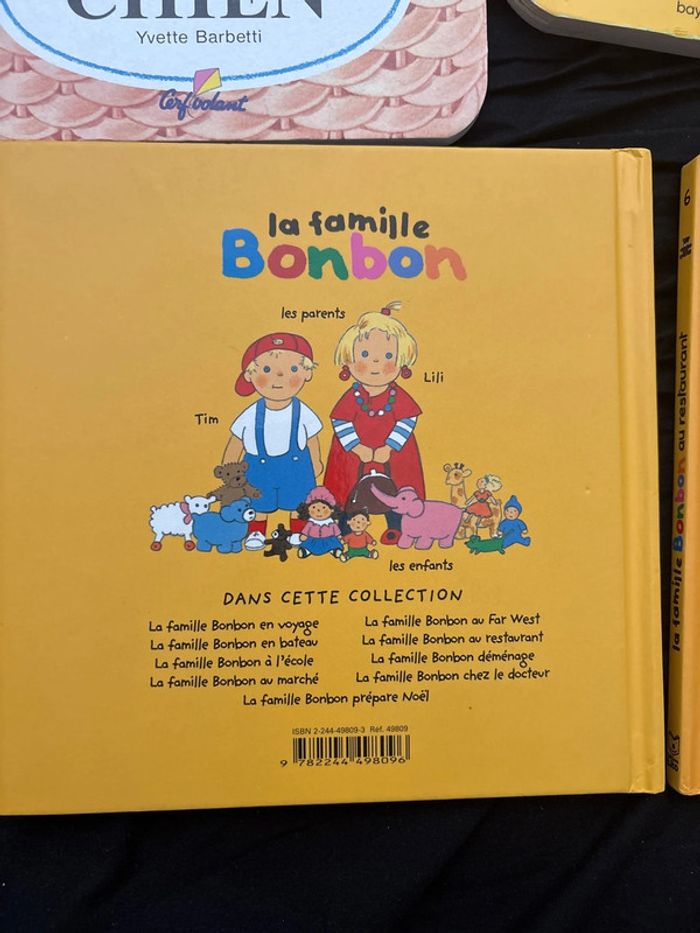 CHIEN
Yvette Barbetti
Cerf volant
bay
la famille
Bonbon
les parents
Lili
Tim
les enfants
DANS CETTE COLLECTION
La famille Bonbon en voyage
La famille Bonbon en bateau
La famille Bonbon à l'école
La famille Bonbon au marché
La famille Bonbon au Far West
La famille Bonbon au restaurant
La famille Bonbon déménage
La famille Bonbon chez le docteur
La famille Bonbon prépare Noël
ISBN 2-244-49809-3 Réf. 49809
9 782244 498096
6
la famille Bonbon au restaurant